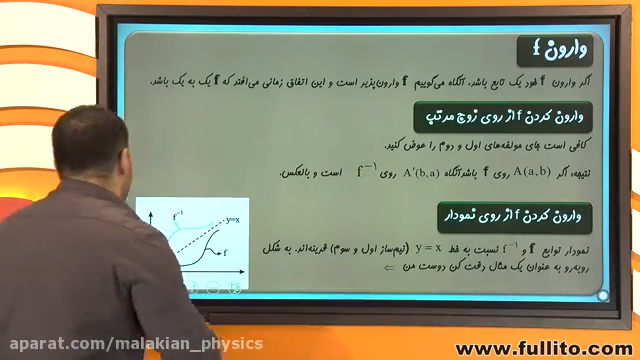 وارون f
اگر وارون f خود یک تابع باشد، آنگاه می‌گوییم f وارون‌پذیر است و این اتفاق زمانی می‌افتد که f یک به یک باشد.
وارون کردن f از روی زوج مرتب
کافی است جای مولفه‌های اول و دوم را عوض کنید.
نتیجه: اگر A(a,b) روی f باشد آنگاه A′(b,a) روی f⁻¹ است و بالعکس.
وارون کردن f از روی نمودار
نمودار توابع f و f⁻¹ نسبت به خط y = x (نیم‌ساز اول و سوم) قرینه‌اند. به شکل
روبه‌رو به عنوان یک مثال دقت کن دوست من ⇐
f⁻¹
y=x
f
aparat.com/malakian_physics
www.fullito.com